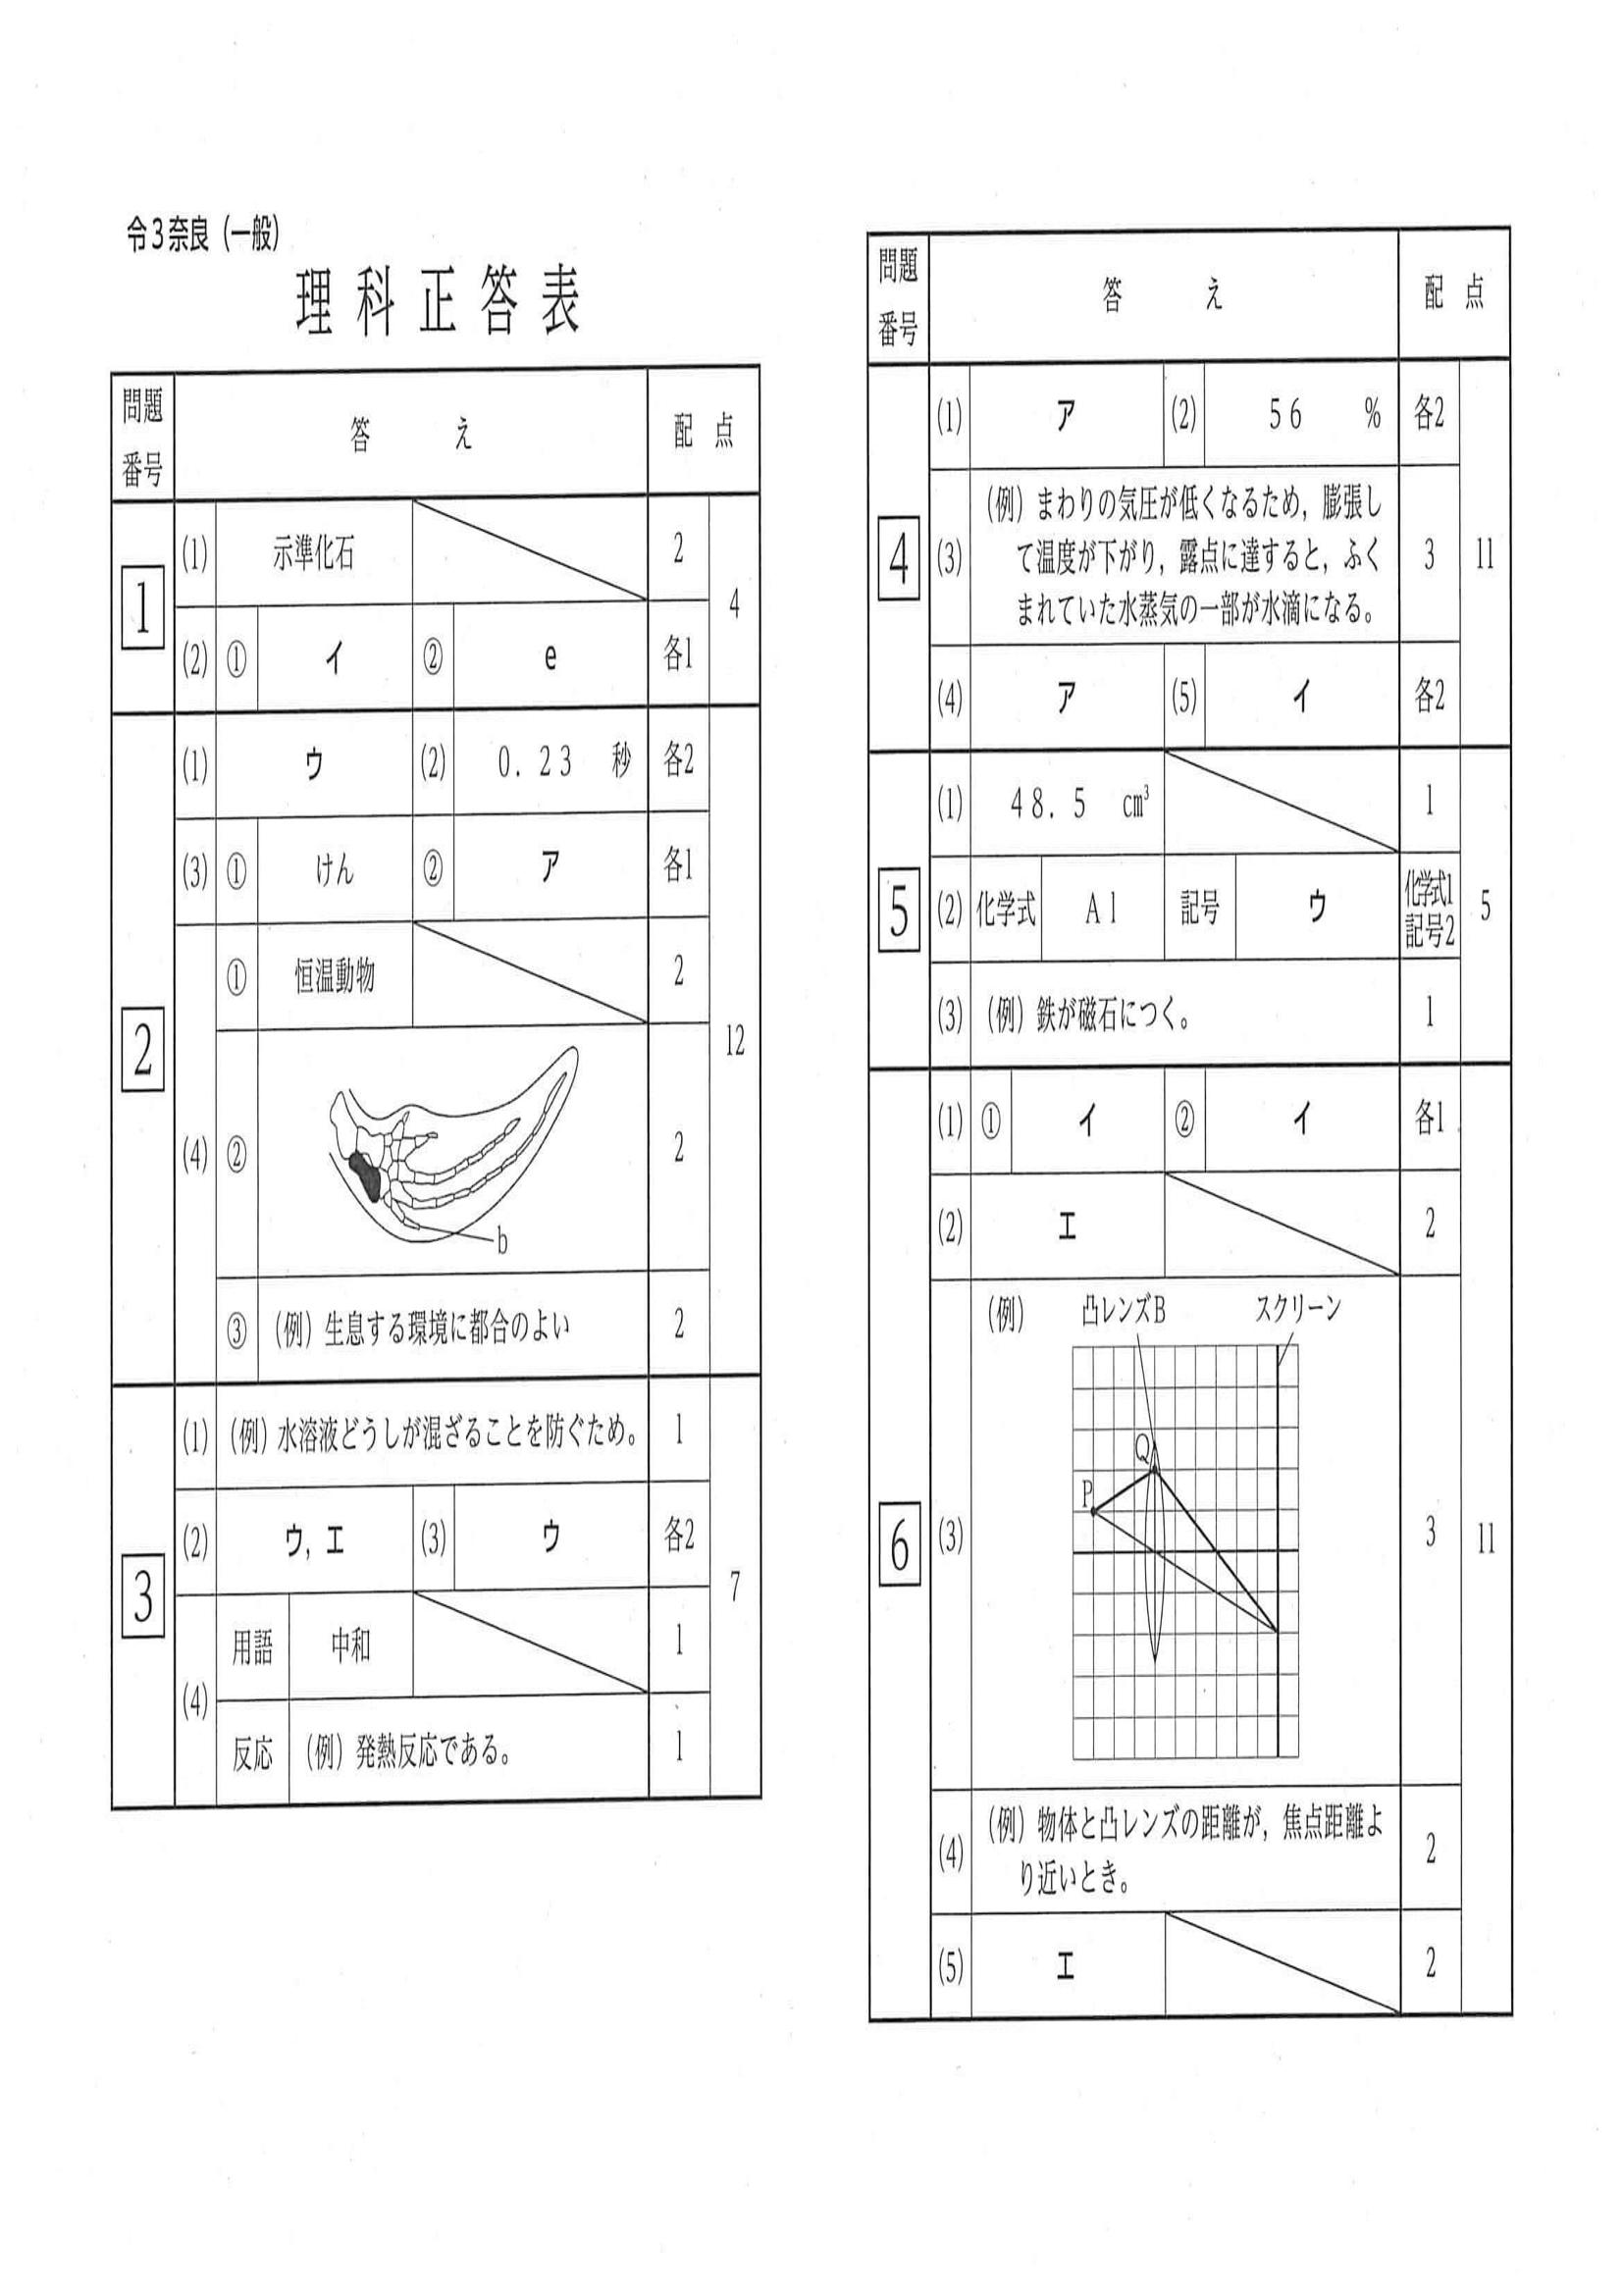 令3奈良（一般）
理科正答表
問題番号 答え 配点
1
(1) 示準化石 2
4
(2) ① イ ② e 各1
2
(1) ウ (2) 0.23 秒 各2
(3) ① けん ② ア 各1
(4) ① 恒温動物 2
12
② b 2
③ （例）生息する環境に都合のよい 2
3
(1) （例）水溶液どうしが混ざることを防ぐため。 1
(2) ウ，エ (3) ウ 各2
7
(4) 用語 中和 1
反応 （例）発熱反応である。 1
問題番号 答え 配点
4
(1) ア (2) 56 % 各2
(3) （例）まわりの気圧が低くなるため，膨張し
て温度が下がり，露点に達すると，ふく
まれていた水蒸気の一部が水滴になる。
3 11
(4) ア (5) イ 各2
5
(1) 48.5 cm³ 1
(2) 化学式 Al 記号 ウ 化学式1 記号2
5
(3) （例）鉄が磁石につく。 1
6
(1) ① イ ② イ 各1
(2) エ 2
(3) （例） 凸レンズB スクリーン
Q
P
3 11
(4) （例）物体と凸レンズの距離が，焦点距離よ
り近いとき。
2
(5) エ 2